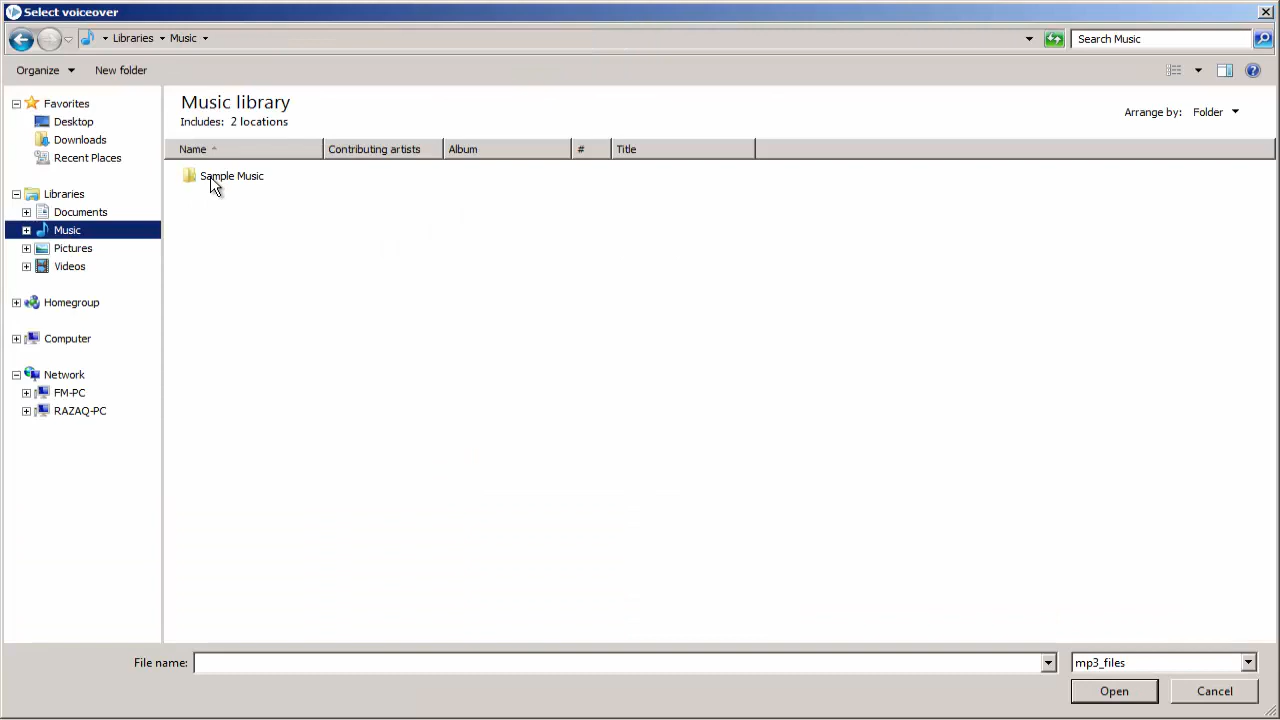 Select voiceover
Libraries Music
Search Music
Organize New folder
Favorites
Desktop
Downloads
Recent Places
Libraries
Documents
Music
Pictures
Videos
Homegroup
Computer
Network
FM-PC
RAZAQ-PC
Music library
Includes: 2 locations
Arrange by: Folder
Name Contributing artists Album # Title
Sample Music
File name:
mp3_files
Open Cancel